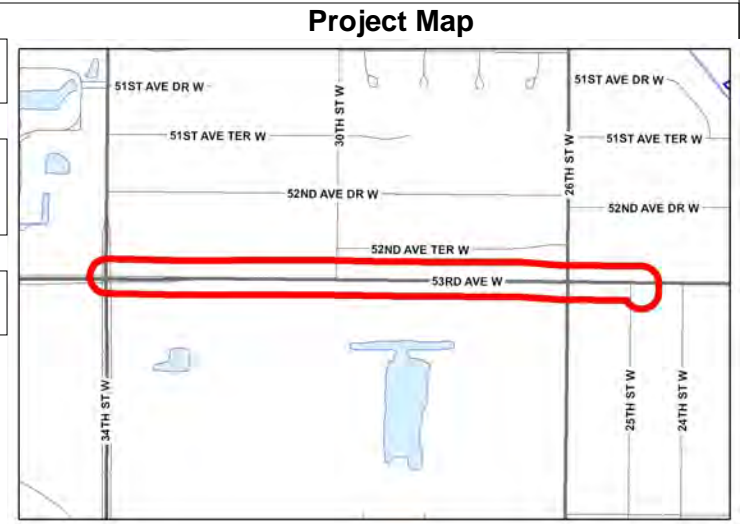 Project Map
51ST AVE DR W
51ST AVE DR W
30TH ST W
51ST AVE TER W
26TH ST W
51ST AVE TER W
52ND AVE DR W
52ND AVE DR W
52ND AVE TER W
53RD AVE W
34TH ST W
25TH ST W
24TH ST W